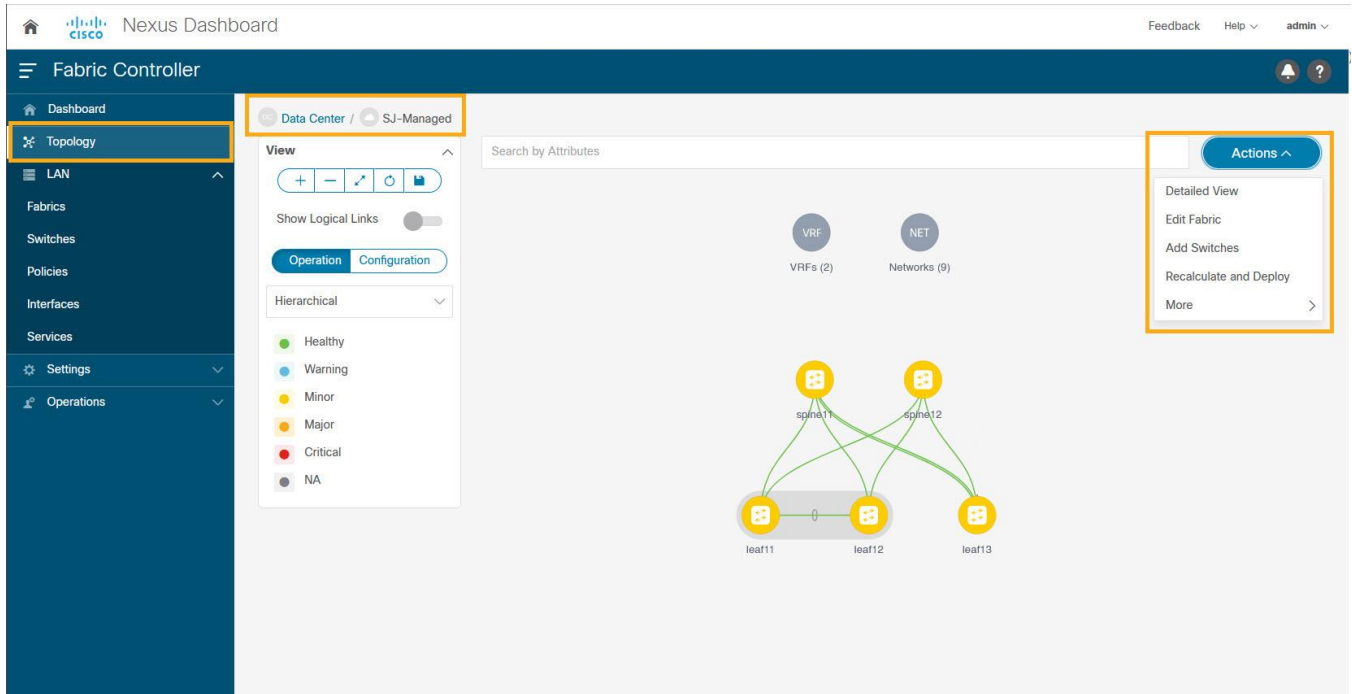 cisco Nexus Dashboard
Feedback Help admin
Fabric Controller
?
Dashboard
Topology
LAN
Fabrics
Switches
Policies
Interfaces
Services
Settings
Operations
Data Center / SJ-Managed
View
Show Logical Links
Operation Configuration
Hierarchical
Healthy
Warning
Minor
Major
Critical
NA
Search by Attributes
Actions
Detailed View
Edit Fabric
Add Switches
Recalculate and Deploy
More
VRF NET
VRFs (2) Networks (9)
spine11 spine12
leaf11 leaf12 leaf13